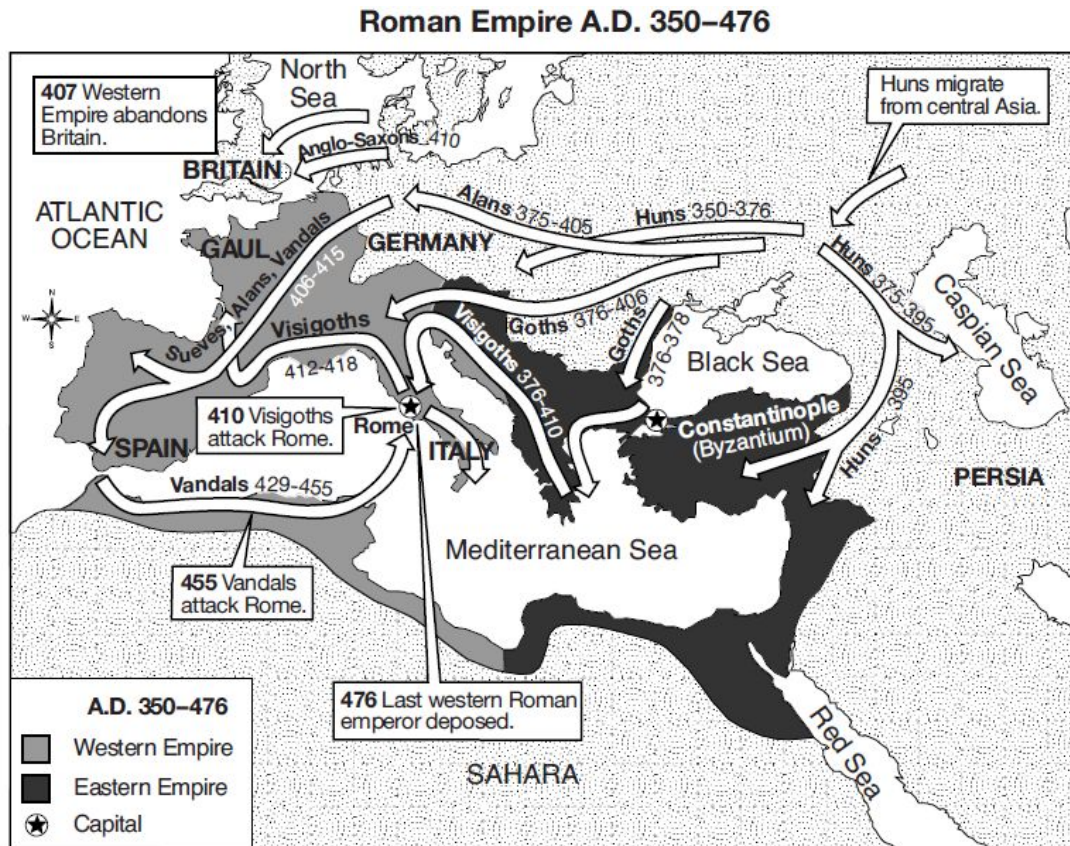 Roman Empire A.D. 350–476
407 Western
Empire abandons
Britain.
North
Sea
Huns migrate
from central Asia.
Anglo-Saxons 410
BRITAIN
ATLANTIC
OCEAN
GAUL
GERMANY
Alans 375-405
Huns 350-376
Huns 375-395
Caspian Sea
Sueves, Alans, Vandals
406-415
N
W E
S
Visigoths
412-418
Goths 376-406
Visigoths 376-410
Goths
376-378
Black Sea
410 Visigoths
attack Rome.
Rome
ITALY
Constantinople
(Byzantium)
Huns 395
SPAIN
PERSIA
Vandals 429-455
Mediterranean Sea
455 Vandals
attack Rome.
476 Last western Roman
emperor deposed.
SAHARA
Red Sea
A.D. 350–476
Western Empire
Eastern Empire
Capital